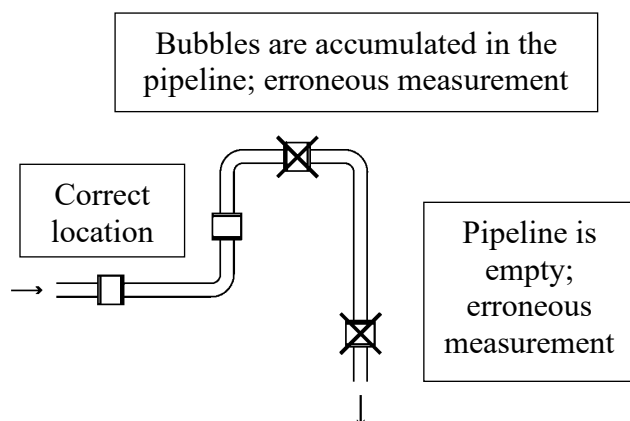 Bubbles are accumulated in the
pipeline; erroneous measurement
Correct
location
Pipeline is
empty;
erroneous
measurement